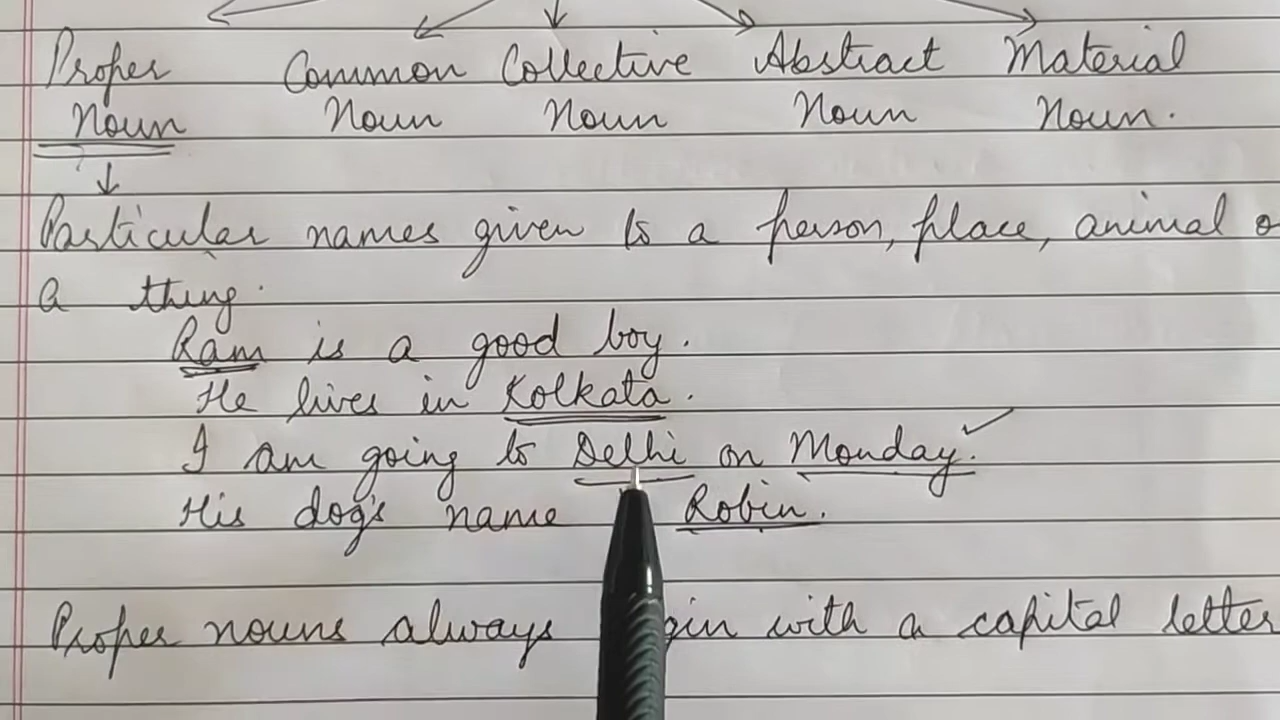 Proper Common Collective Abstract Material
Noun Noun Noun Noun Noun.
Particular names given to a person, place, animal
a thing.
Ram is a good boy.
He lives in Kolkata.
I am going to Delhi on Monday.
His dog's name Robin.
Proper nouns always gin with a capital letter